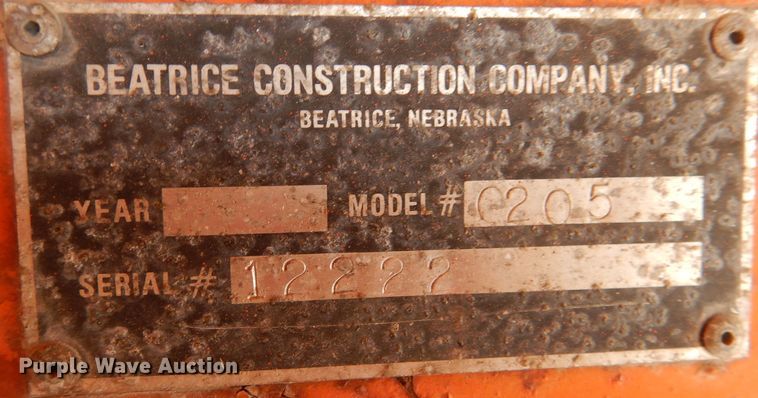 BEATRICE CONSTRUCTION COMPANY, INC.
BEATRICE, NEBRASKA
YEAR MODEL # C205
SERIAL # 12222
Purple Wave Auction